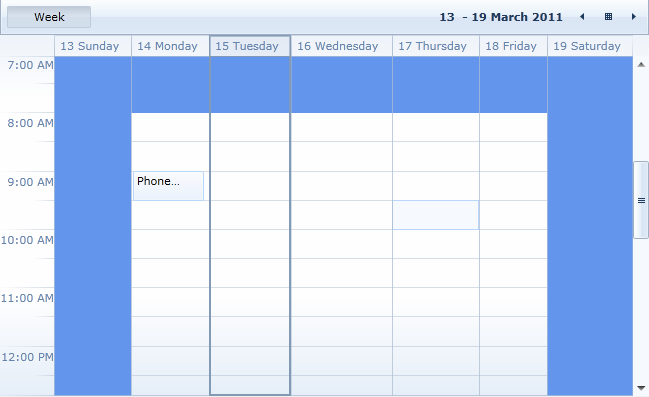 Week
13 - 19 March 2011
13 Sunday
14 Monday
15 Tuesday
16 Wednesday
17 Thursday
18 Friday
19 Saturday
7:00 AM
8:00 AM
9:00 AM
Phone...
10:00 AM
11:00 AM
12:00 PM